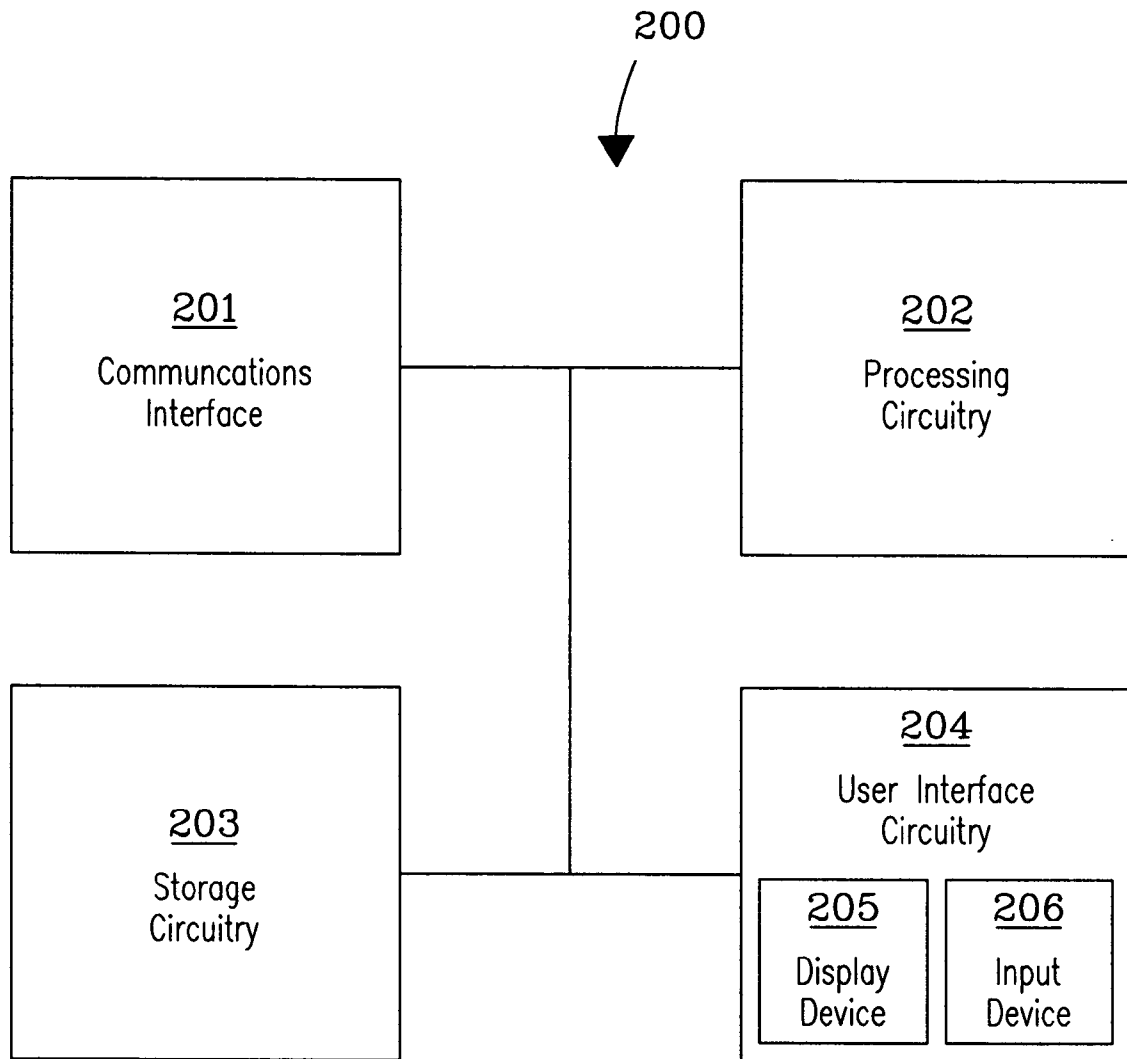 200
201
Communcations
Interface
202
Processing
Circuitry
203
Storage
Circuitry
204
User Interface
Circuitry
205
Display
Device
206
Input
Device